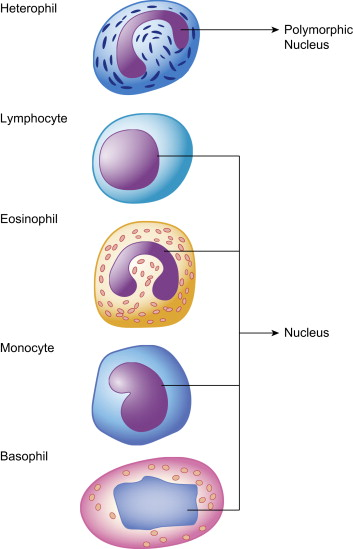 Heterophil
Polymorphic
Nucleus
Lymphocyte
Eosinophil
Nucleus
Monocyte
Basophil